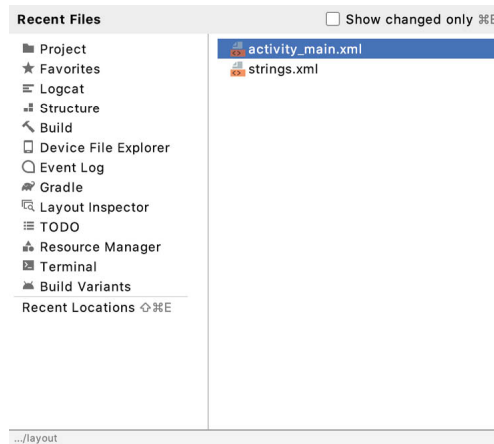 Recent Files
Show changed only ⌘E
Project
Favorites
Logcat
Structure
Build
Device File Explorer
Event Log
Gradle
Layout Inspector
TODO
Resource Manager
Terminal
Build Variants
Recent Locations ⇧⌘E
activity_main.xml
strings.xml
.../layout